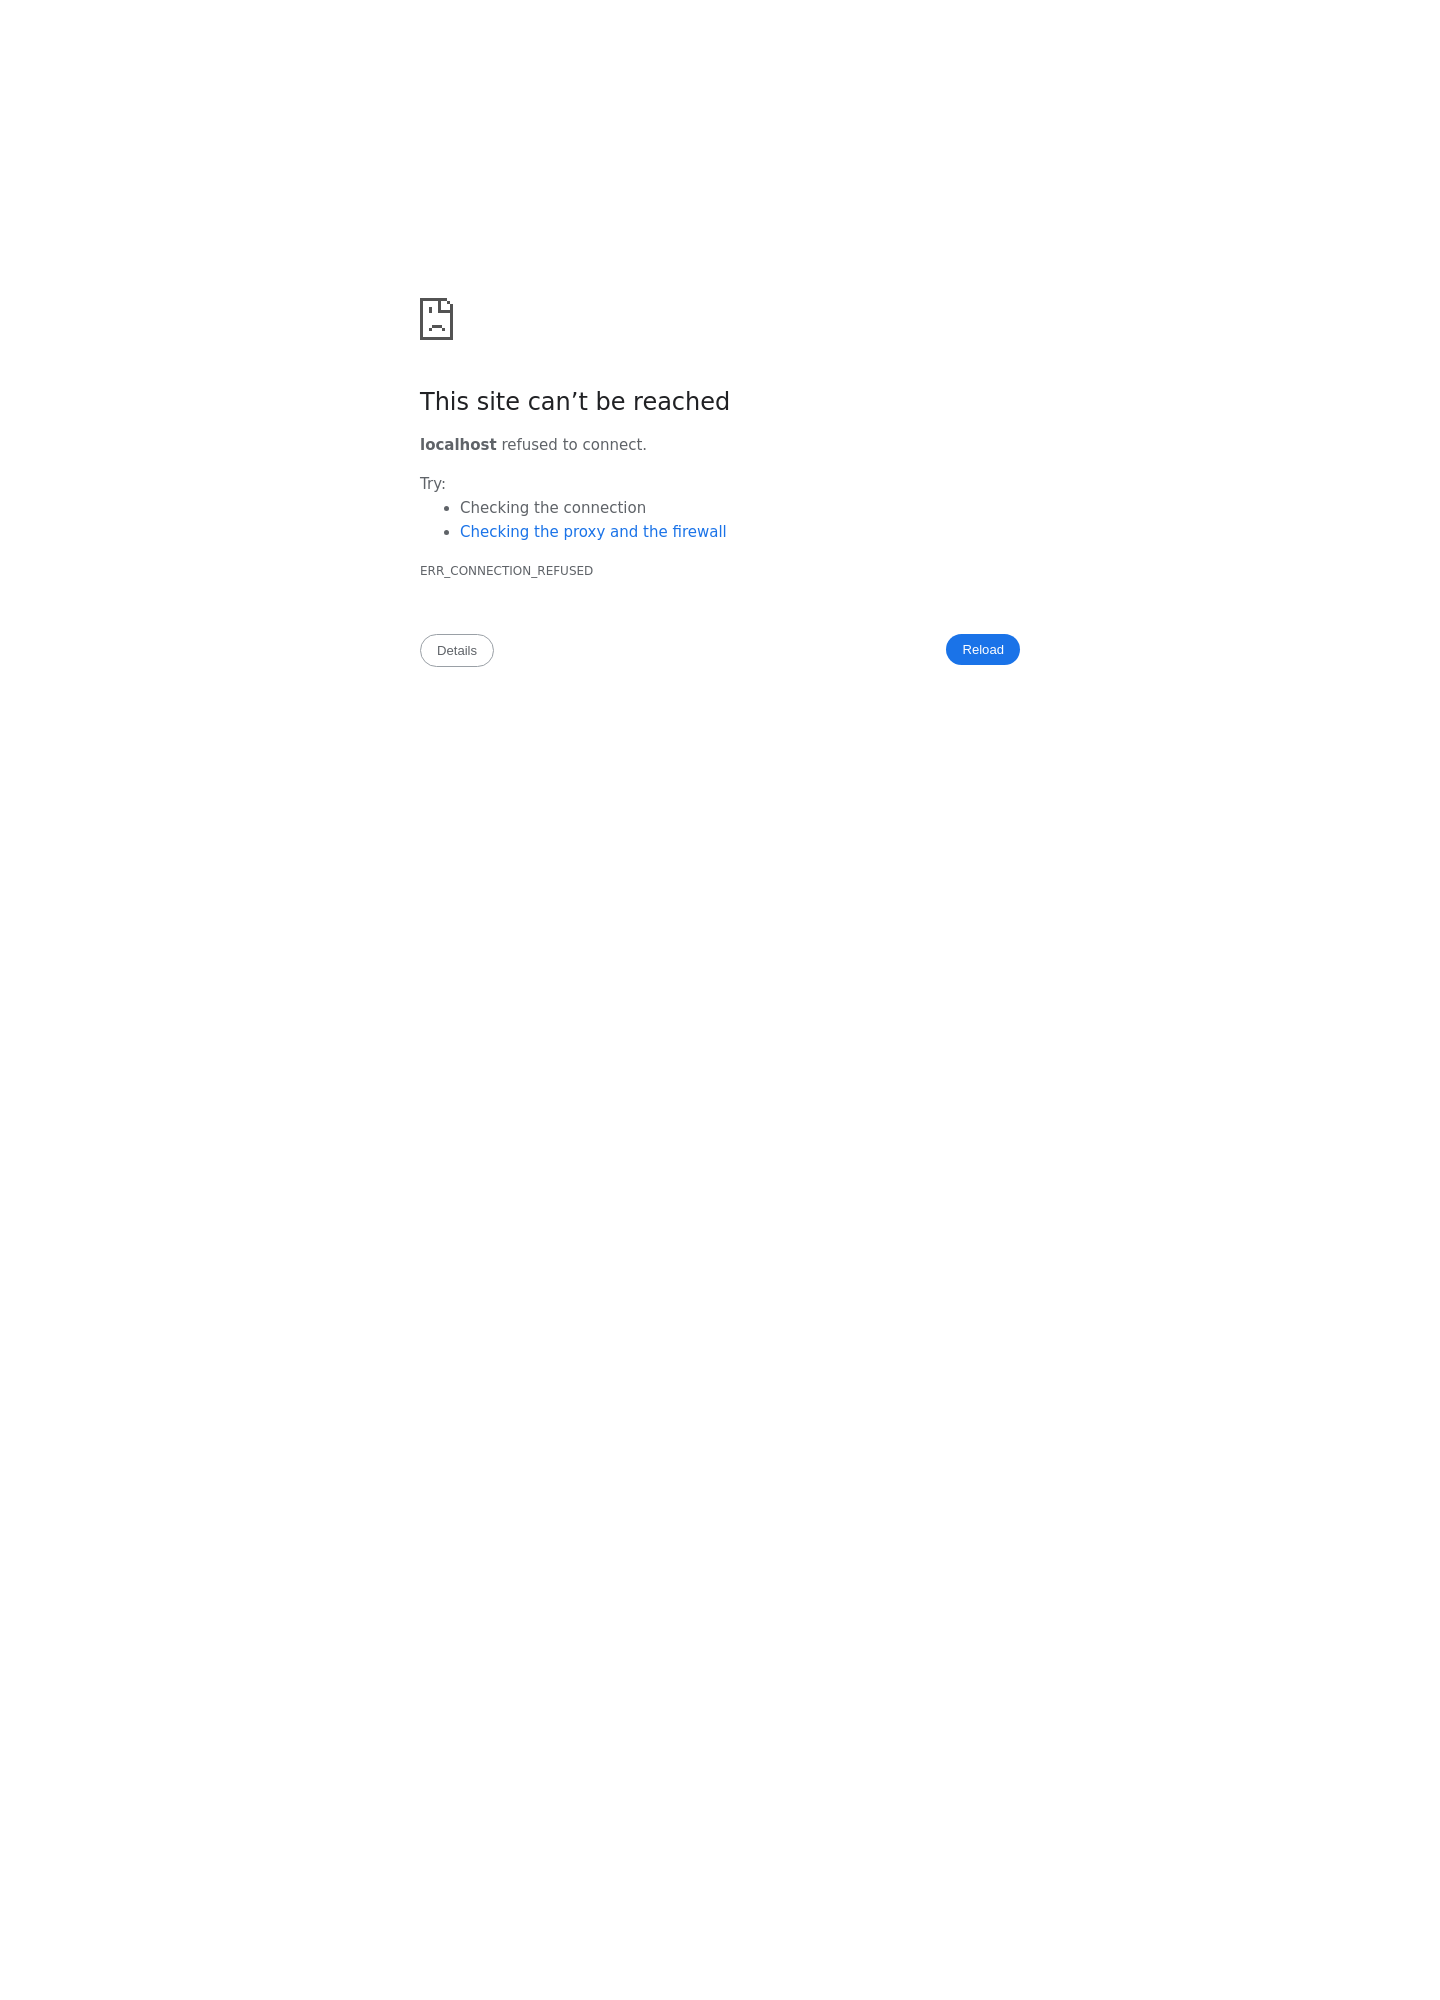 This site can’t be reached
localhost refused to connect.
Try:
Checking the connection
Checking the proxy and the firewall
ERR_CONNECTION_REFUSED
Details
Reload